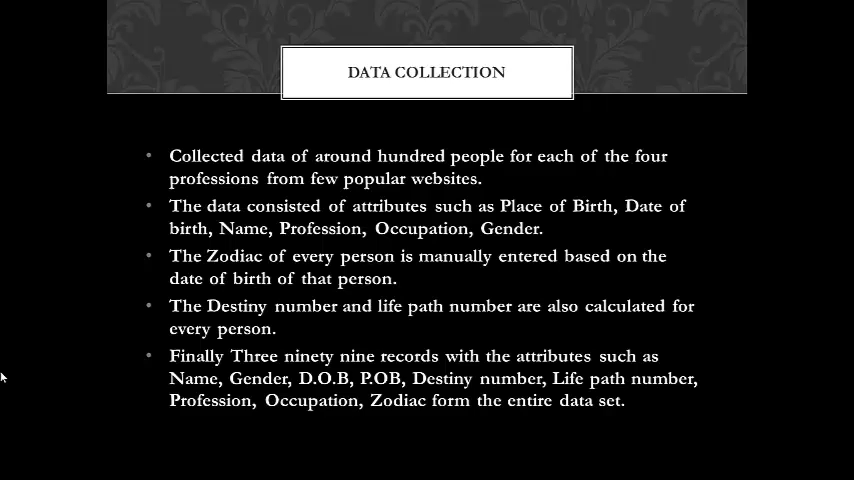 DATA COLLECTION
• Collected data of around hundred people for each of the four
professions from few popular websites.
• The data consisted of attributes such as Place of Birth, Date of
birth, Name, Profession, Occupation, Gender.
• The Zodiac of every person is manually entered based on the
date of birth of that person.
• The Destiny number and life path number are also calculated for
every person.
• Finally Three ninety nine records with the attributes such as
Name, Gender, D.O.B, P.OB, Destiny number, Life path number,
Profession, Occupation, Zodiac form the entire data set.